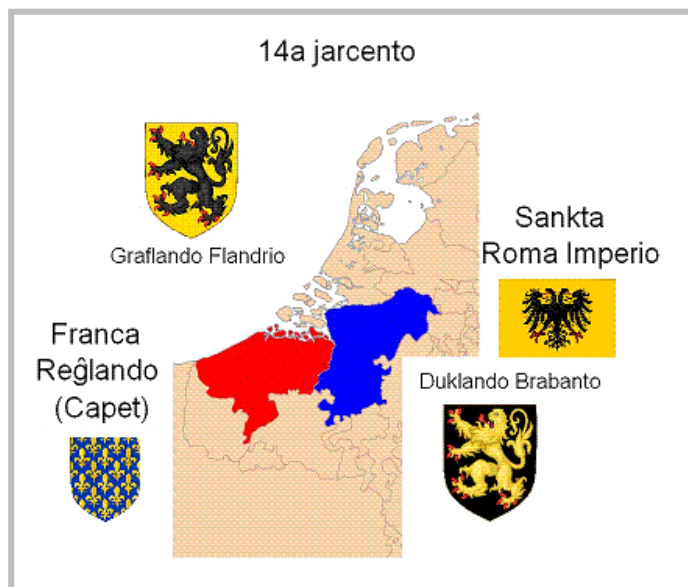 14a jarcento
Graflando Flandrio
Sankta
Roma Imperio
Franca
Reĝlando
(Capet)
Duklando Brabanto